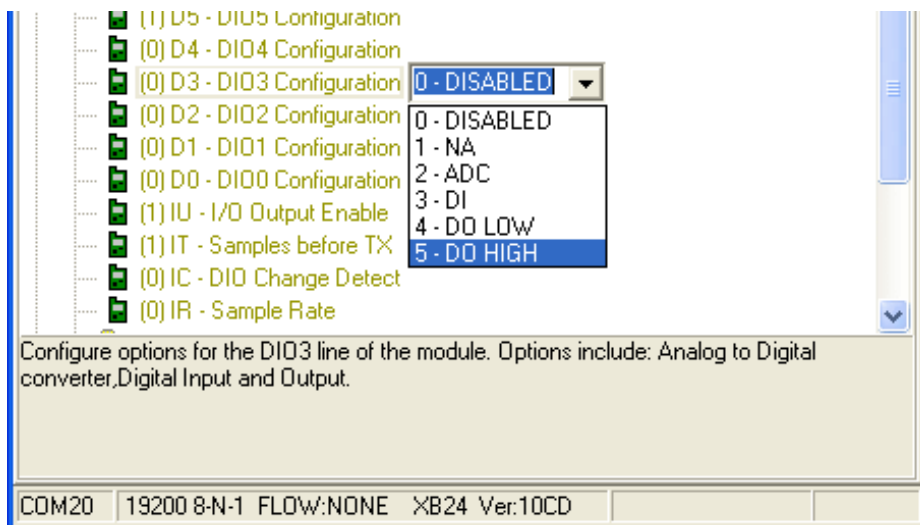 (1) D5 - DIO5 Configuration
(0) D4 - DIO4 Configuration
(0) D3 - DIO3 Configuration 0 - DISABLED
(0) D2 - DIO2 Configuration 0 - DISABLED
(0) D1 - DIO1 Configuration 1 - NA
(0) D0 - DIO0 Configuration 2 - ADC
3 - DI
(1) IU - I/O Output Enable 4 - DO LOW
(1) IT - Samples before TX 5 - DO HIGH
(0) IC - DIO Change Detect
(0) IR - Sample Rate
Configure options for the DIO3 line of the module. Options include: Analog to Digital
converter,Digital Input and Output.
COM20 19200 8-N-1 FLOW:NONE XB24 Ver:10CD